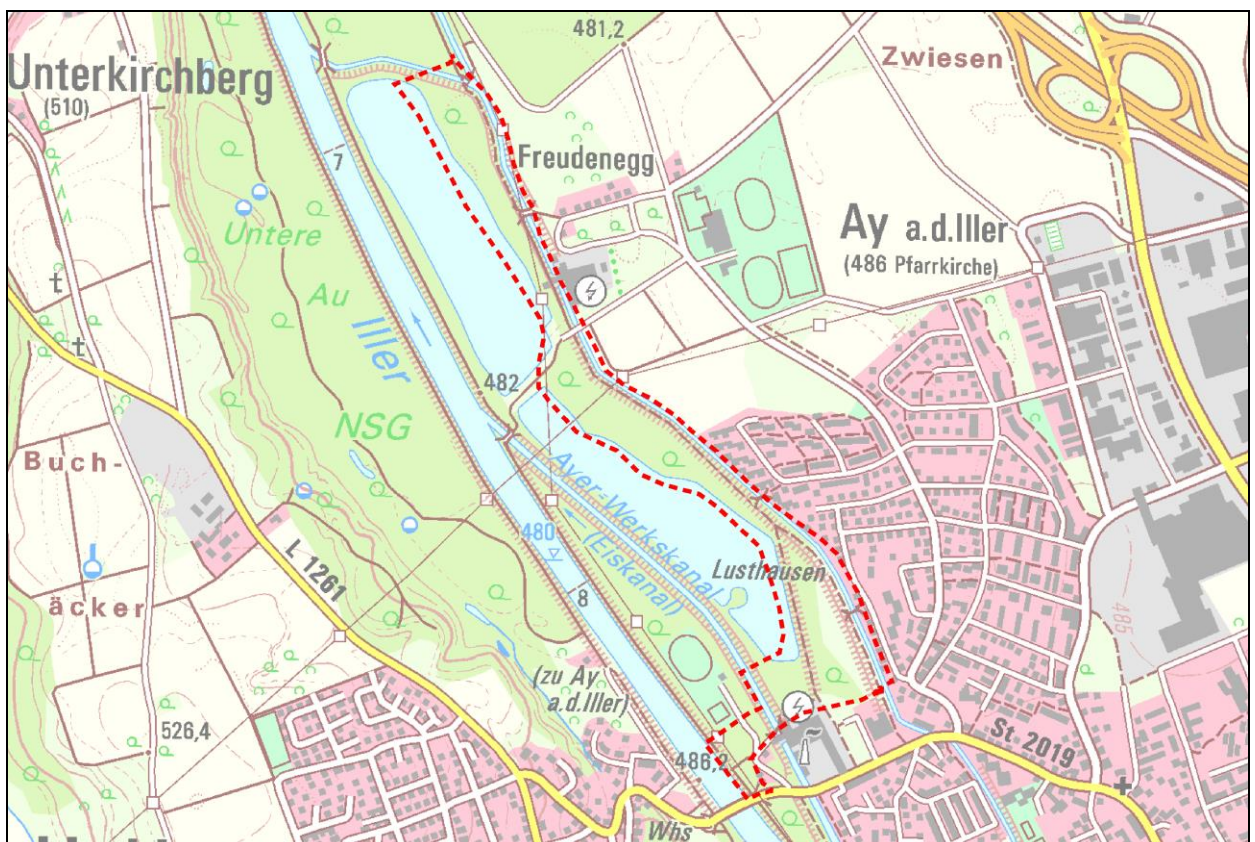 481,2
Zwiesen
Unterkirchberg
(510)
7
Freudenegg
Ay a.d.Iller
(486 Pfarrkirche)
Untere
Au
Iller
NSG
482
Buch-
äcker
L 1261
480
Ayer-Werkskanal
(Eiskanal)
Lusthausen
8
485
(zu Ay
a.d.Iller)
526,4
486,2
St 2019
Whs